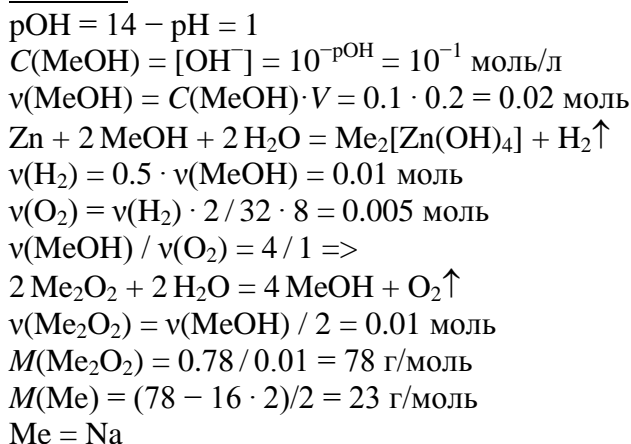 pOH = 14 − pH = 1
C(MeOH) = [OH⁻] = 10⁻ᵖᴼᴴ = 10⁻¹ моль/л
ν(MeOH) = C(MeOH)·V = 0.1 · 0.2 = 0.02 моль
Zn + 2 MeOH + 2 H₂O = Me₂[Zn(OH)₄] + H₂↑
ν(H₂) = 0.5 · ν(MeOH) = 0.01 моль
ν(O₂) = ν(H₂) · 2 / 32 · 8 = 0.005 моль
ν(MeOH) / ν(O₂) = 4 / 1 =>
2 Me₂O₂ + 2 H₂O = 4 MeOH + O₂↑
ν(Me₂O₂) = ν(MeOH) / 2 = 0.01 моль
M(Me₂O₂) = 0.78 / 0.01 = 78 г/моль
M(Me) = (78 − 16 · 2)/2 = 23 г/моль
Me = Na